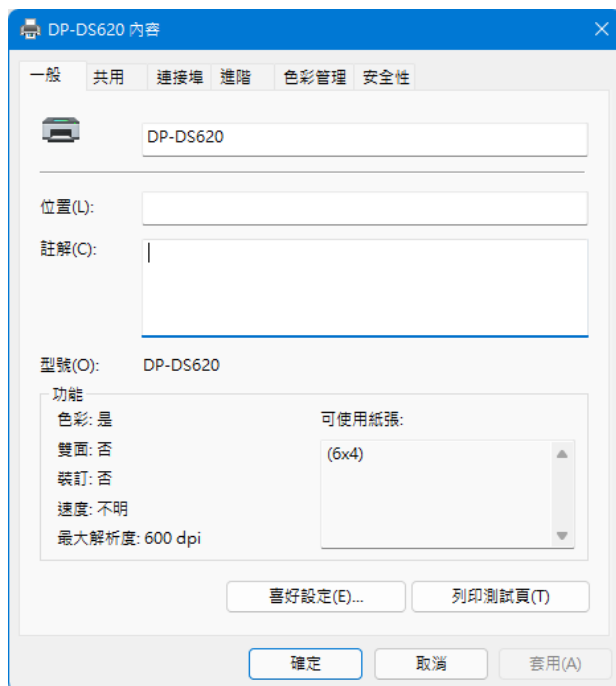 DP-DS620 內容
一般 共用 連接埠 進階 色彩管理 安全性
DP-DS620
位置(L):
註解(C):
型號(O): DP-DS620
功能
色彩: 是
雙面: 否
裝訂: 否
速度: 不明
最大解析度: 600 dpi
可使用紙張:
(6x4)
喜好設定(E)... 列印測試頁(T)
確定 取消 套用(A)